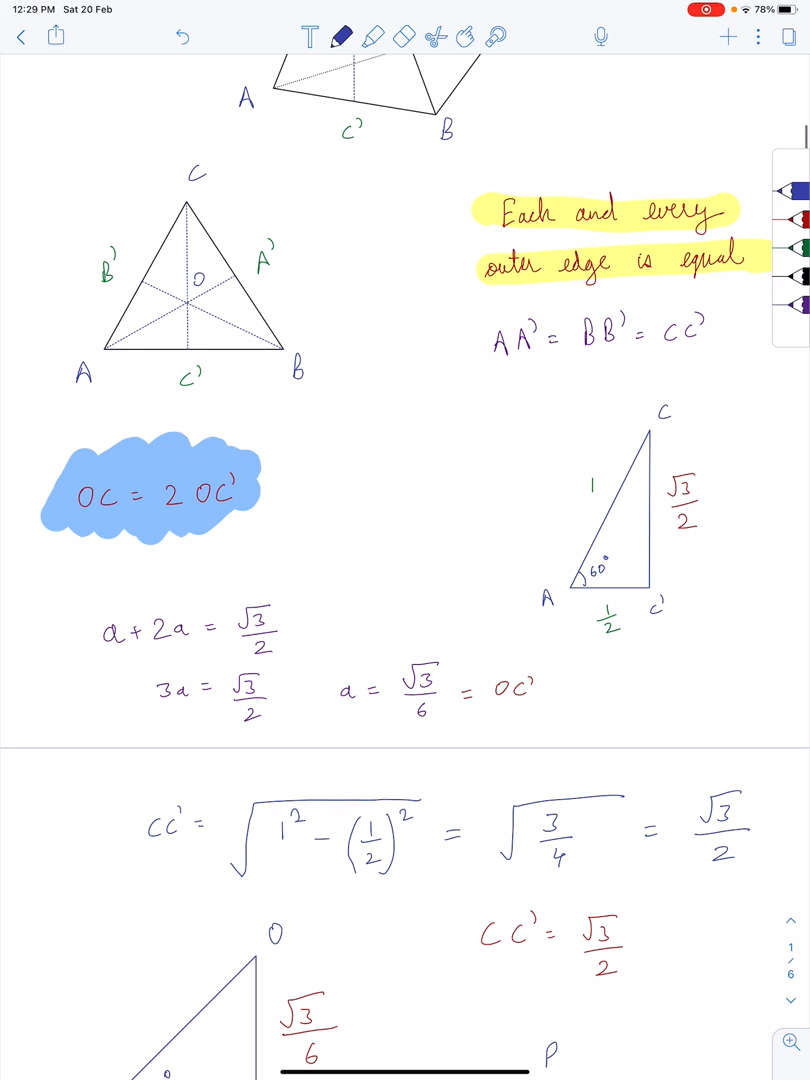 12:29 PM Sat 20 Feb
78%
T
A
C'
B
C
Each and every
B'
A'
outer edge is equal
O
AA' = BB' = CC'
A
C'
B
C
OC = 2 OC'
1
√3/2
60°
A
C'
1/2
a + 2a = √3/2
3a = √3/2
a = √3/6 = OC'
CC' = √(1² - (1/2)²) = √(3/4) = √3/2
O
CC' = √3/2
√3/6
P
1
/
6